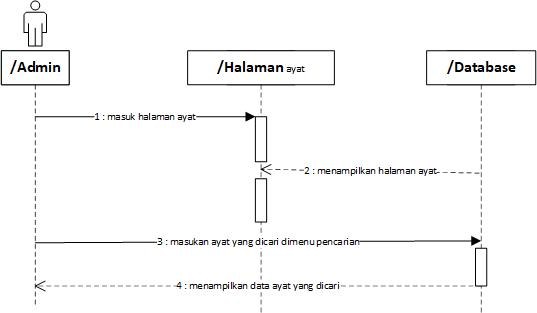 /Admin
/Halaman ayat
/Database
1 : masuk halaman ayat
2 : menampilkan halaman ayat
3 : masukan ayat yang dicari dimenu pencarian
4 : menampilkan data ayat yang dicari